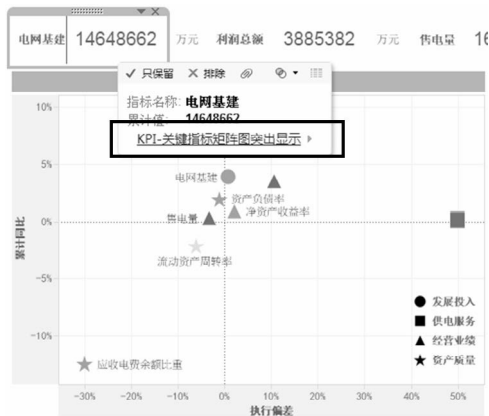 电网基建 14648662 万元 利润总额 3885382 万元 售电量 16
只保留 排除
指标名称: 电网基建
累计值: 14648662
KPI-关键指标矩阵图突出显示
10%
5%
0%
-5%
-10%
累计同比
电网基建
资产负债率
净资产收益率
售电量
流动资产周转率
应收电费余额比重
发展投入
供电服务
经营业绩
资产质量
-30% -20% -10% 0% 10% 20% 30% 40% 50%
执行偏差